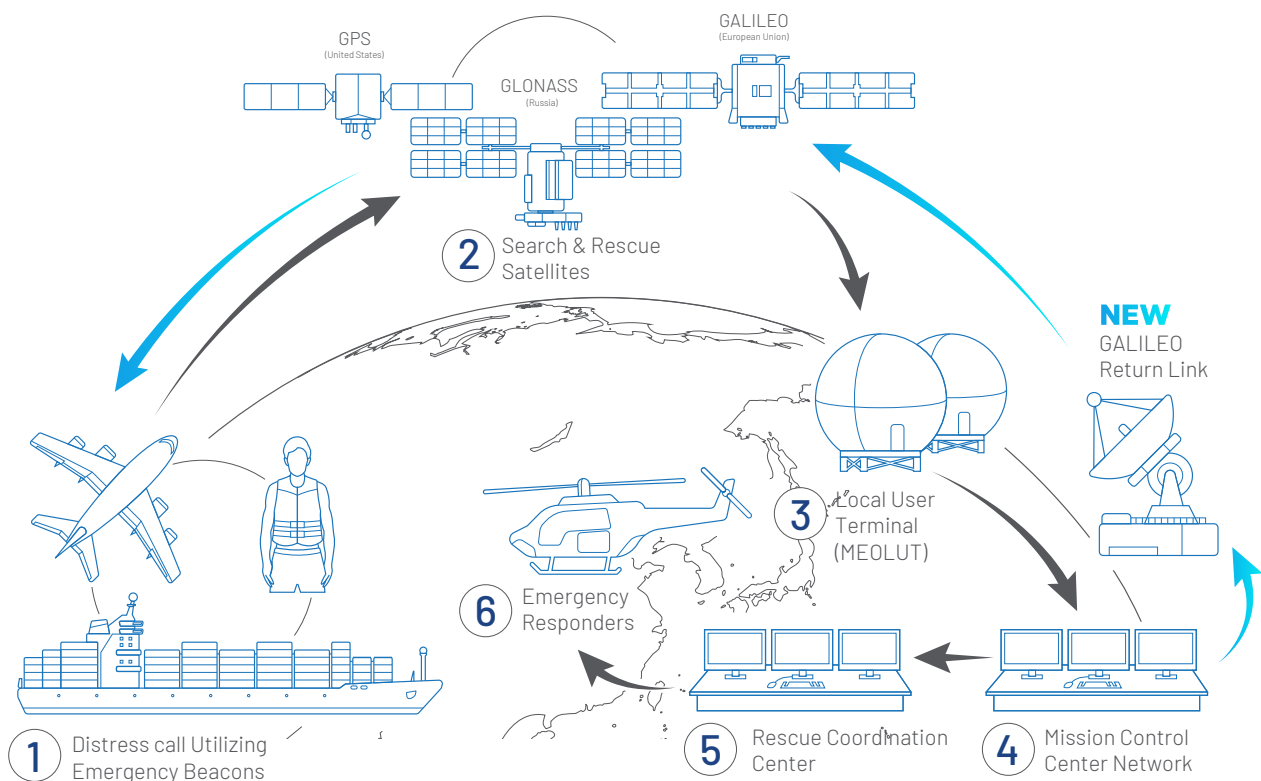 GPS
(United States)
GLONASS
(Russia)
GALILEO
(European Union)
2
Search & Rescue
Satellites
NEW
GALILEO
Return Link
3
Local User
Terminal
(MEOLUT)
6
Emergency
Responders
1
Distress call Utilizing
Emergency Beacons
5
Rescue Coordination
Center
4
Mission Control
Center Network